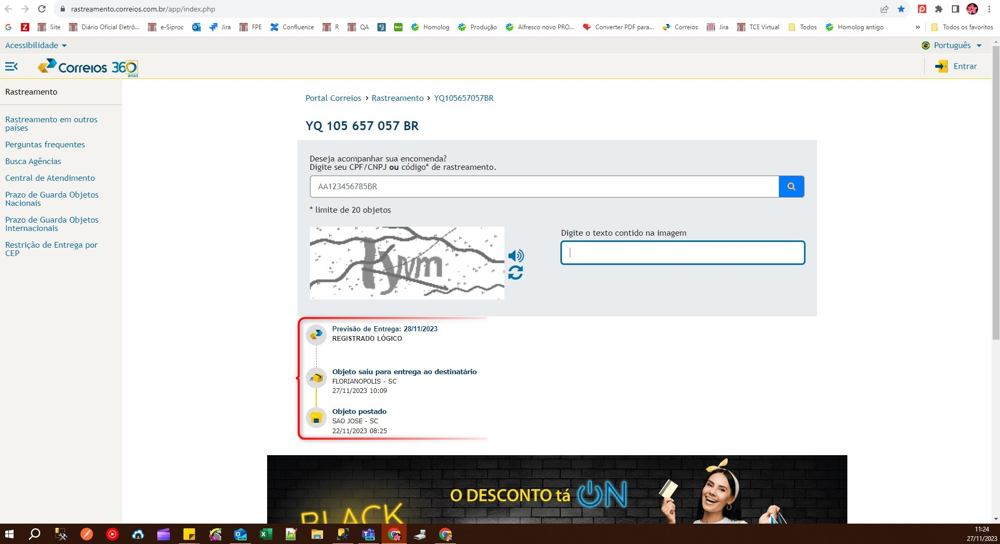 rastreamento.correios.com.br/app/index.php
G Z Site Diário Oficial Eletrô... e-Siproc Jira FPE Confluence R QA B64 Homolog Produção Alfresco novo PRO... Converter PDF para... Correios Jira TCE Virtual Todos Homolog antigo » Todos os favoritos
Acessibilidade
Português
Correios 360
anos
Entrar
Rastreamento
Rastreamento em outros
países
Perguntas frequentes
Busca Agências
Central de Atendimento
Prazo de Guarda Objetos
Nacionais
Prazo de Guarda Objetos
Internacionais
Restrição de Entrega por
CEP
Portal Correios › Rastreamento › YQ105657057BR
YQ 105 657 057 BR
Deseja acompanhar sua encomenda?
Digite seu CPF/CNPJ ou código* de rastreamento.
AA123456785BR
* limite de 20 objetos
Digite o texto contido na imagem
Previsão de Entrega: 28/11/2023
REGISTRADO LÓGICO
Objeto saiu para entrega ao destinatário
FLORIANOPOLIS - SC
27/11/2023 10:09
Objeto postado
SAO JOSE - SC
22/11/2023 08:25
O DESCONTO tá ON
BLACK
11:24
27/11/2023